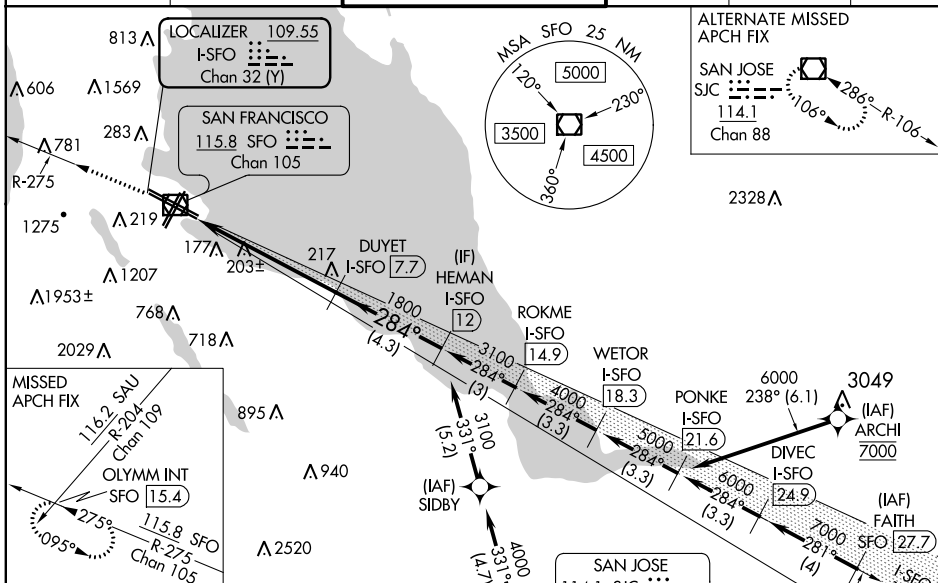 813
LOCALIZER 109.55
I-SFO
Chan 32 (Y)
606
1569
283
781
R-275
SAN FRANCISCO
115.8 SFO
Chan 105
1275
219
177
203±
217
1207
1953±
768
718
2029
895
940
2520
MSA SFO 25 NM
120°
5000
230°
3500
4500
360°
ALTERNATE MISSED
APCH FIX
SAN JOSE
SJC
114.1
Chan 88
286°
R-106
106°
2328
DUYET
I-SFO 7.7
(IF)
HEMAN
I-SFO
12
ROKME
I-SFO
14.9
WETOR
I-SFO
18.3
PONKE
I-SFO
21.6
6000
238° (6.1)
3049
(IAF)
ARCHI
7000
DIVEC
I-SFO
24.9
(IAF)
FAITH
SFO 27.7
I-SFO
1800
284°
(4.3)
3100
284°
(3)
4000
284°
(3.3)
5000
284°
(3.3)
6000
284°
(3.3)
7000
281°
(4)
3100
331°
(5.2)
(IAF)
SIDBY
4000
331°
(4.7)
MISSED
APCH FIX
116.2 SAU
R-204
Chan 109
OLYMM INT
SFO 15.4
275°
095°
115.8 SFO
R-275
Chan 105
SAN JOSE